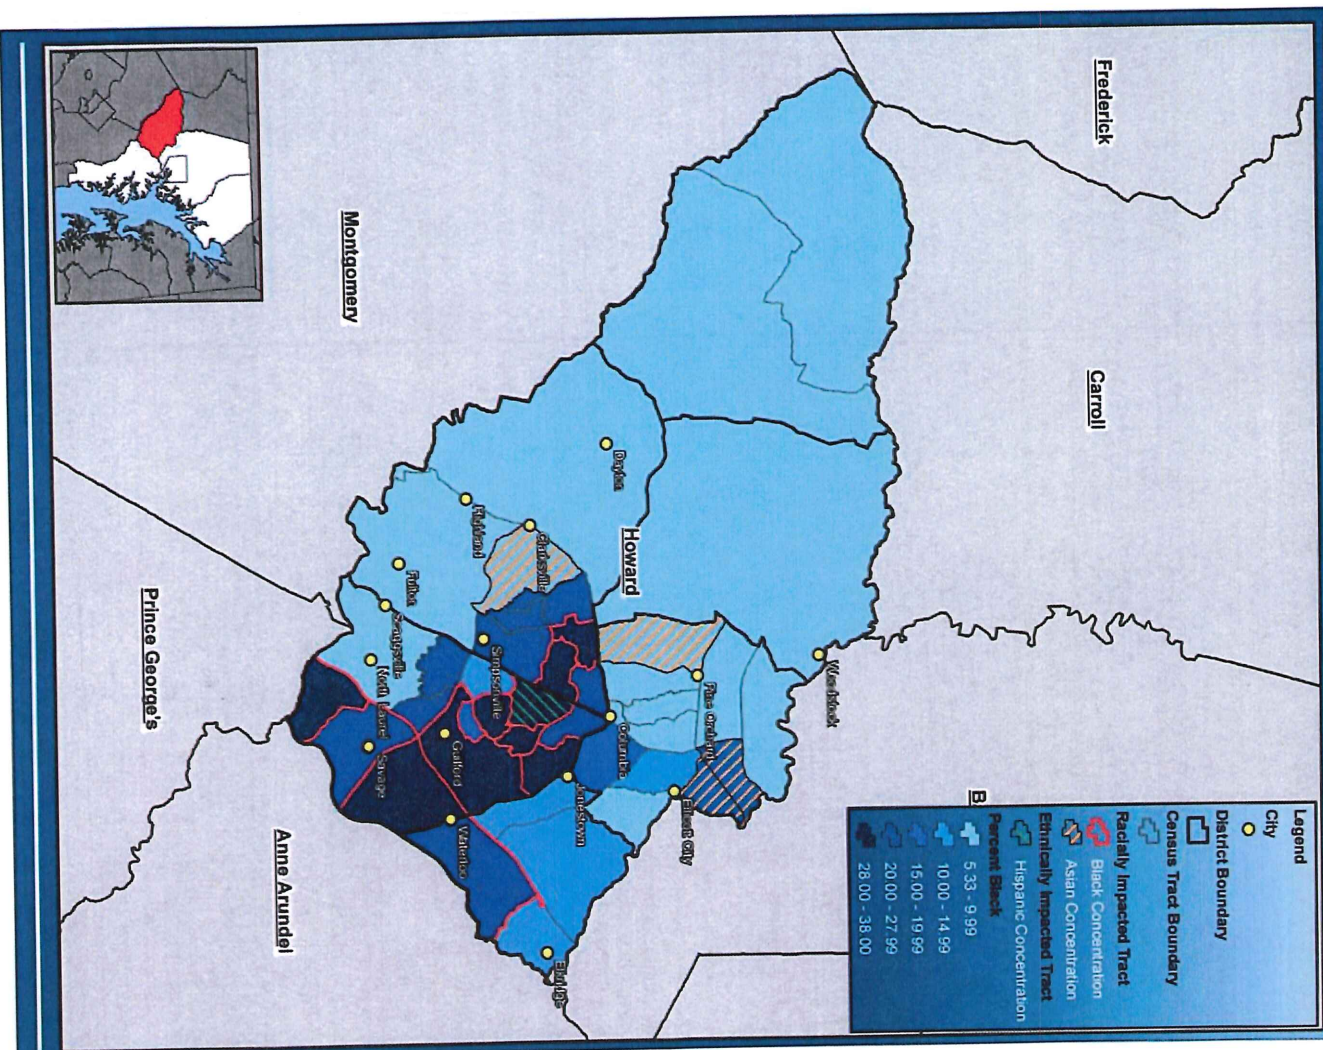 Frederick
Carroll
Montgomery
Howard
Prince George's
Anne Arundel
B
Dayton
Highland
Clarksville
Fulton
Scaggsville
Simpsonville
North Laurel
Savage
Guilford
Columbia
Pine Orchard
Woodstock
Ellicott City
Jonestown
Waterloo
Elkridge
Legend
City
District Boundary
Census Tract Boundary
Racially Impacted Tract
Black Concentration
Asian Concentration
Ethnically Impacted Tract
Hispanic Concentration
Percent Black
5.33 - 9.99
10.00 - 14.99
15.00 - 19.99
20.00 - 27.99
28.00 - 38.00